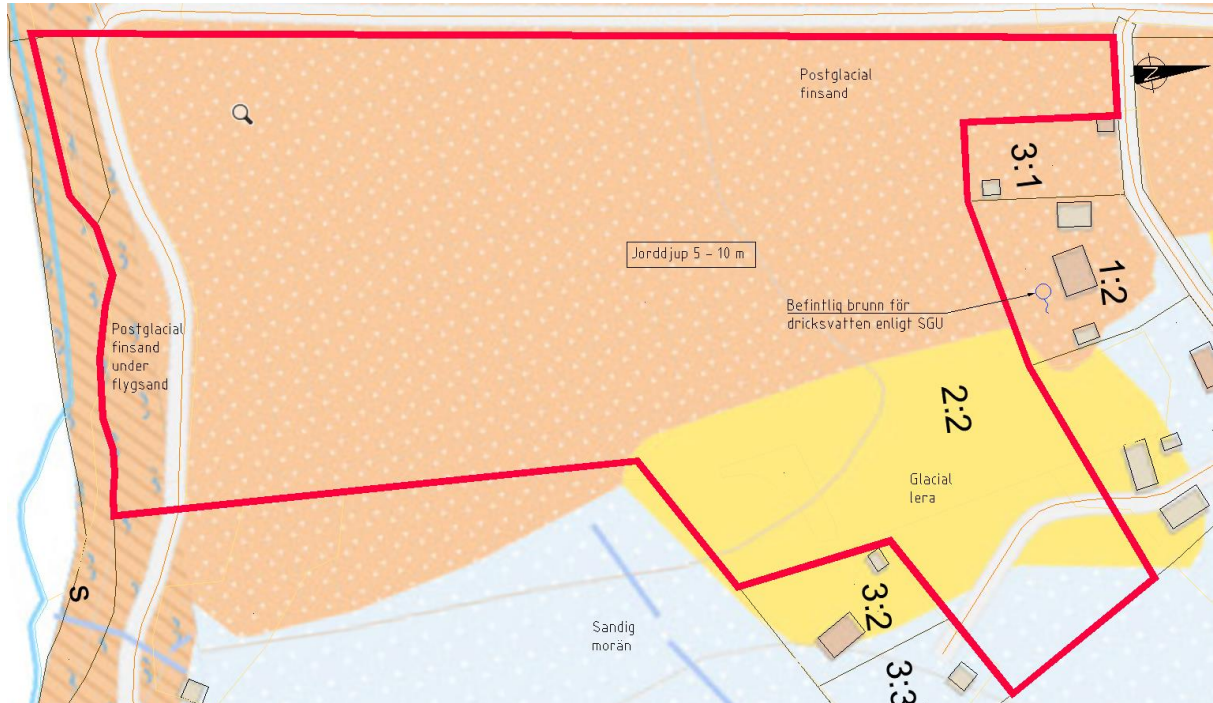 Postglacial
finsand
N
3:1
Jorddjup 5 - 10 m
1:2
Befintlig brunn för
dricksvatten enligt SGU
Postglacial
finsand
under
flygsand
2:2
Glacial
lera
S
3:2
Sandig
morän
3:3